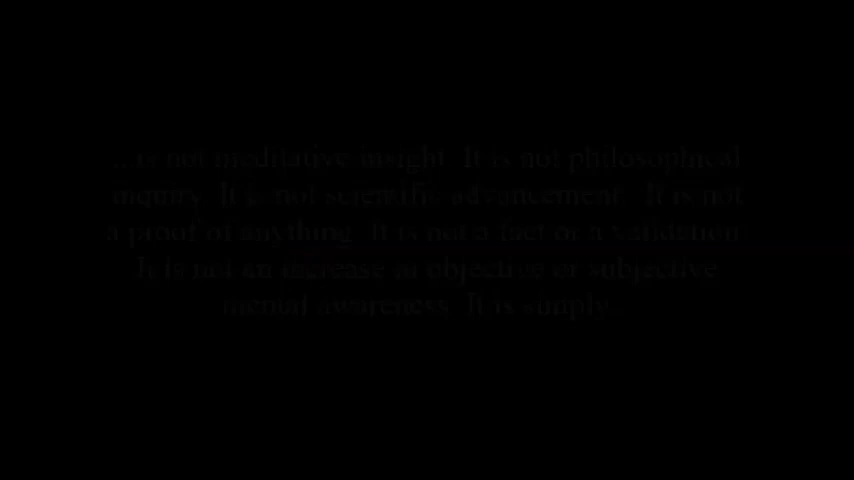 ... is not meditative insight. It is not philosophical
inquiry. It is not scientific advancement. It is not
a proof of anything. It is not a fact or a validation.
It is not an increase in objective or subjective
mental awareness. It is simply...